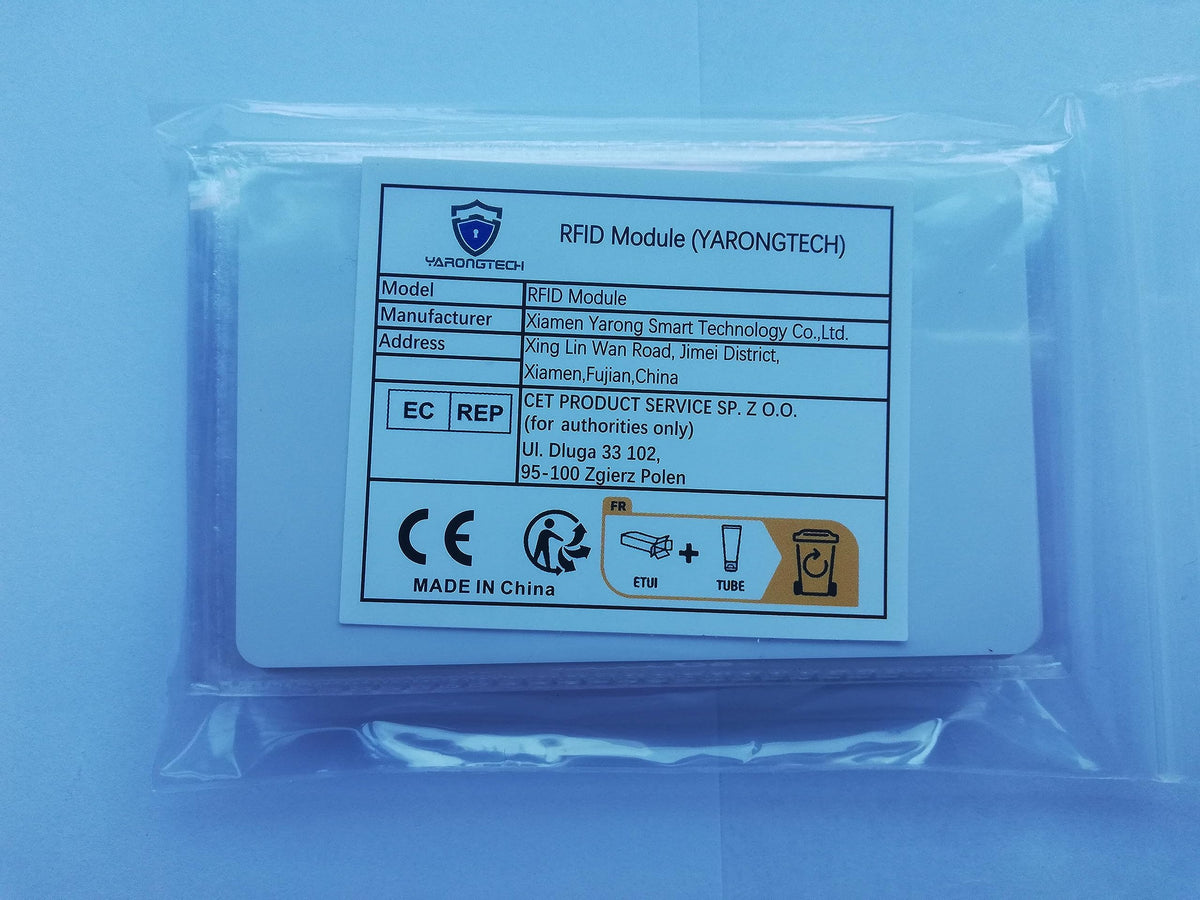 YARONGTECH
RFID Module (YARONGTECH)
Model
RFID Module
Manufacturer
Xiamen Yarong Smart Technology Co.,Ltd.
Address
Xing Lin Wan Road, Jimei District,
Xiamen,Fujian,China
EC REP
CET PRODUCT SERVICE SP. Z O.O.
(for authorities only)
Ul. Dluga 33 102,
95-100 Zgierz Polen
CE
MADE IN China
FR
ETUI
+
TUBE